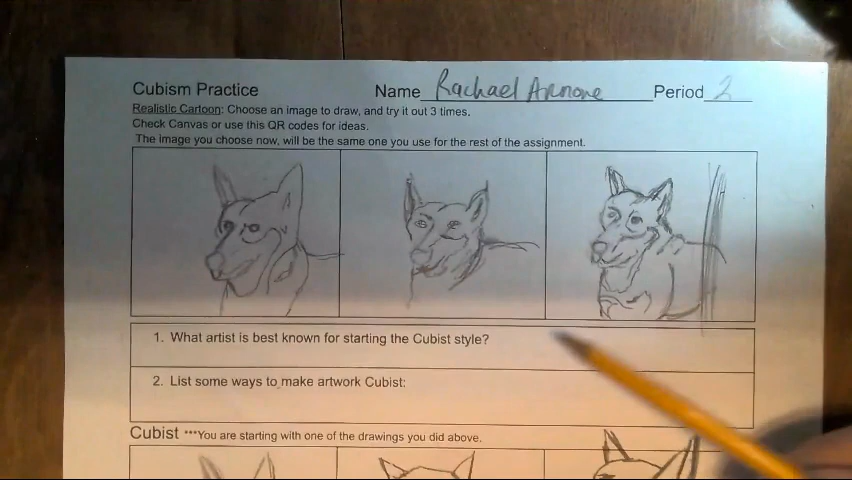 Cubism Practice Name Rachael Armone Period 2
Realistic Cartoon: Choose an image to draw, and try it out 3 times.
Check Canvas or use this QR codes for ideas.
The image you choose now, will be the same one you use for the rest of the assignment.
1. What artist is best known for starting the Cubist style?
2. List some ways to make artwork Cubist:
Cubist ***You are starting with one of the drawings you did above.